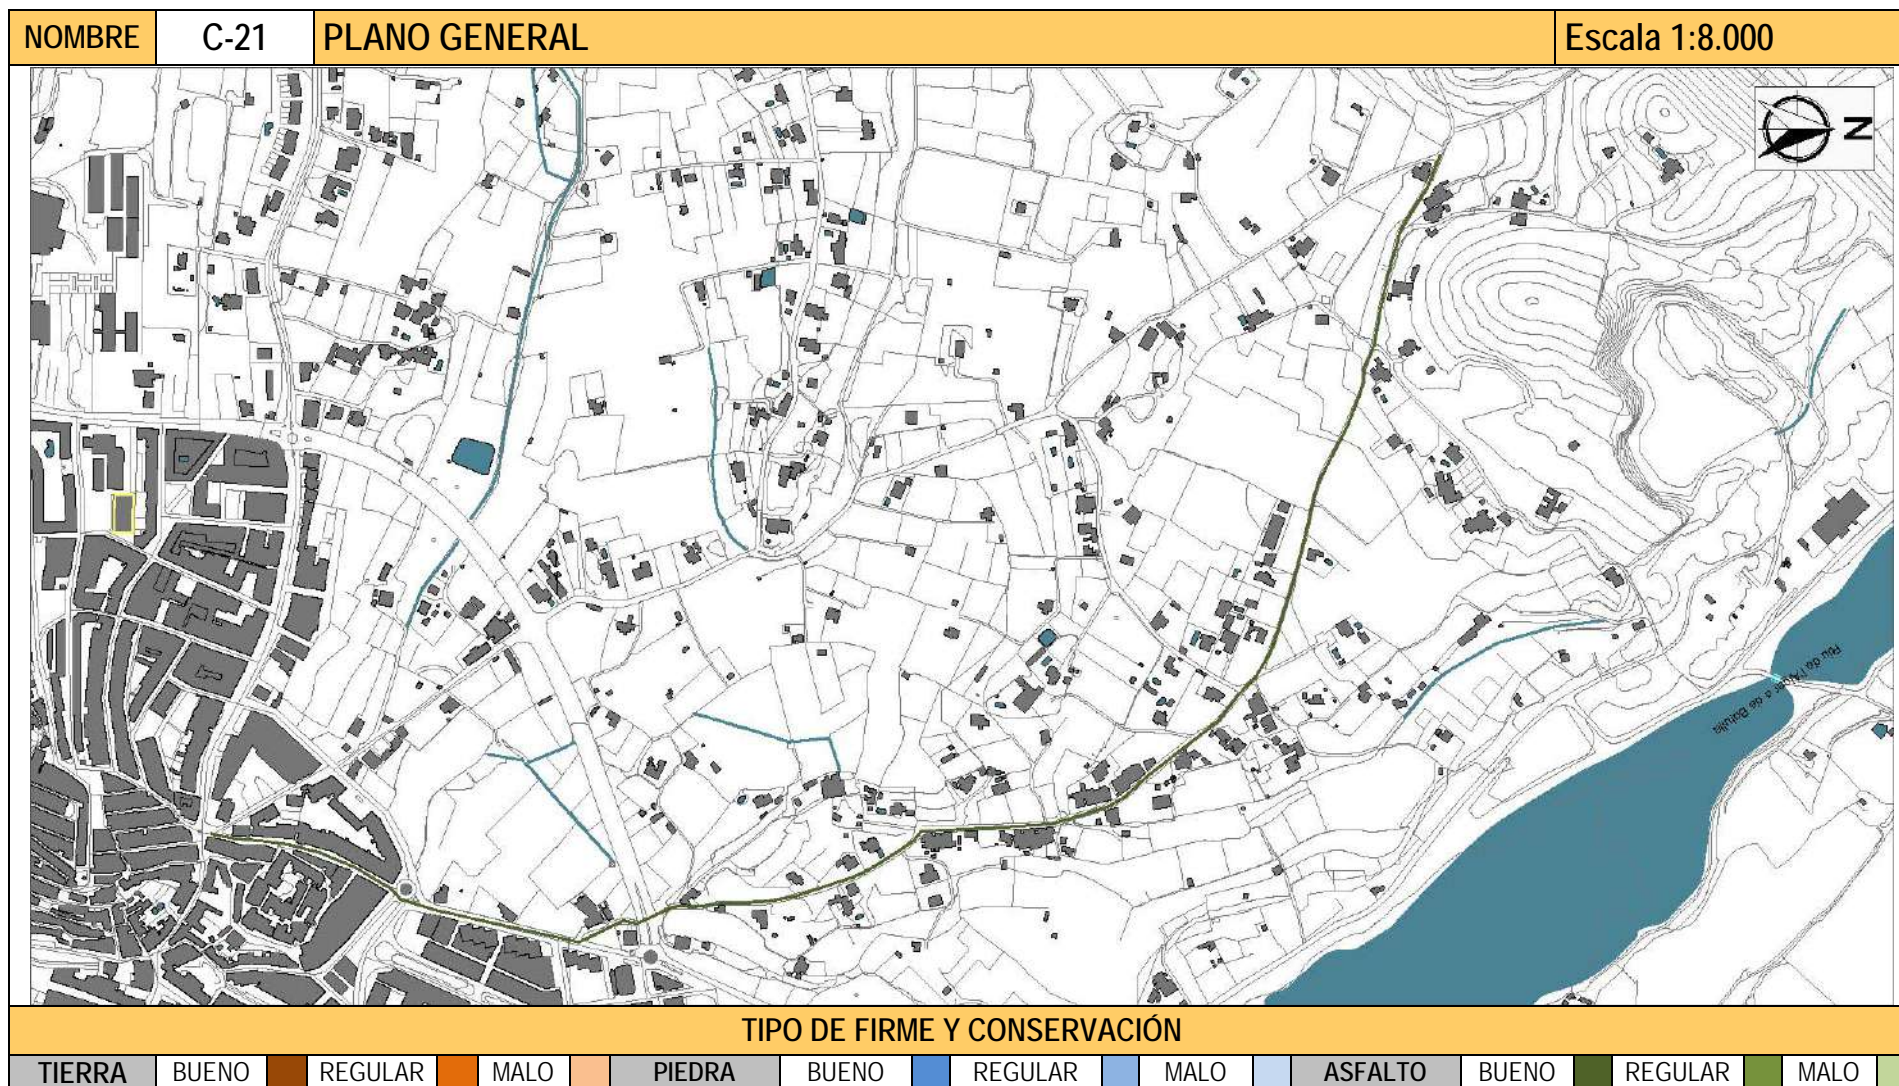 NOMBRE C-21 PLANO GENERAL Escala 1:8.000
N
TIPO DE FIRME Y CONSERVACIÓN
TIERRA BUENO REGULAR MALO PIEDRA BUENO REGULAR MALO ASFALTO BUENO REGULAR MALO